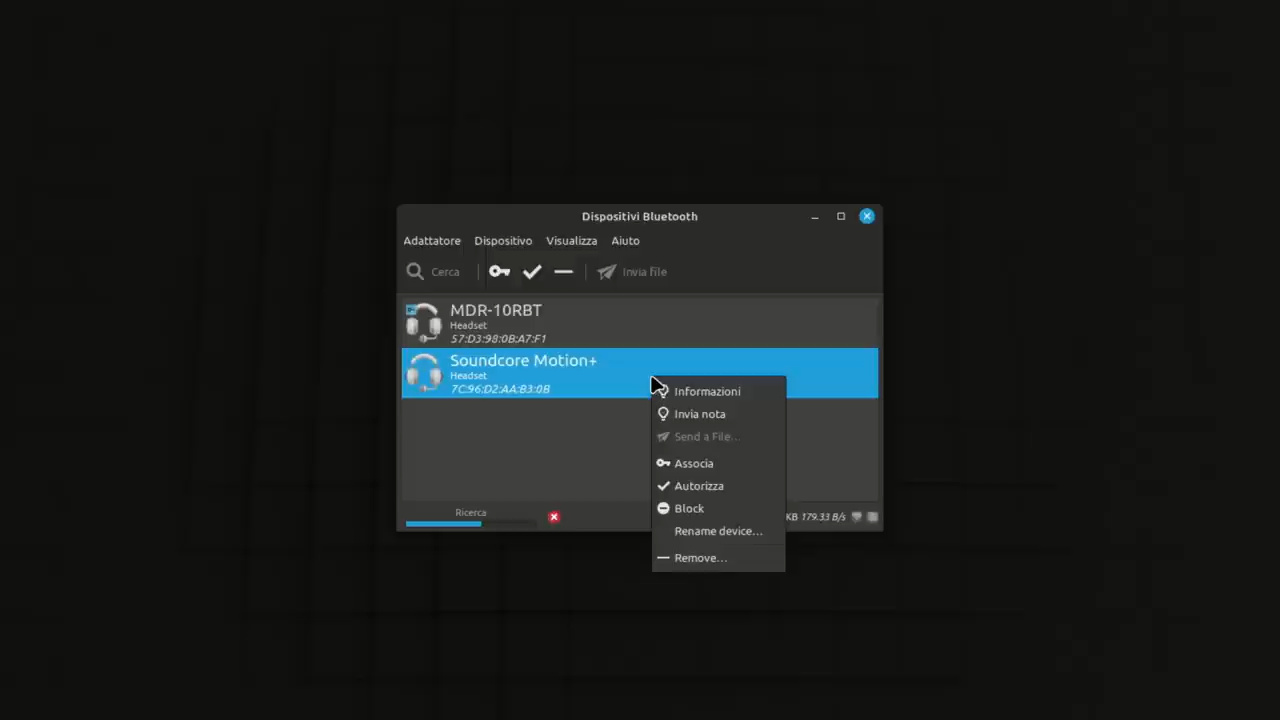 Dispositivi Bluetooth
Adattatore Dispositivo Visualizza Aiuto
Cerca Invia file
MDR-10RBT
Headset
57:D3:98:0B:A7:F1
Soundcore Motion+
Headset
7C:96:D2:AA:B3:0B
Informazioni
Invia nota
Send a File...
Associa
Autorizza
Block
Rename device...
Remove...
Ricerca
KB 179.33 B/s